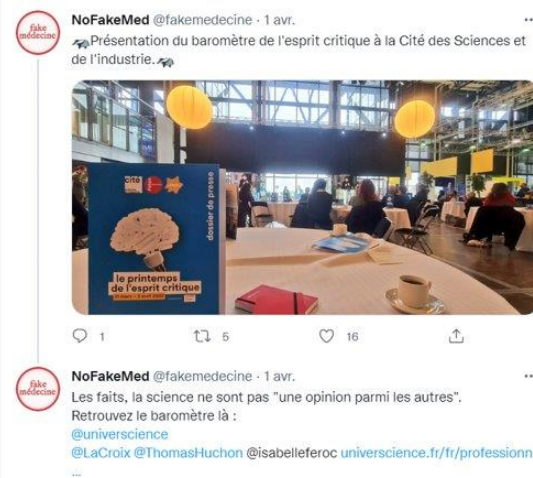 fake
médecine
NoFakeMed @fakemedecine · 1 avr.
Présentation du baromètre de l'esprit critique à la Cité des Sciences et
de l'industrie.
cité
dossier de presse
le printemps
de l'esprit critique
1
5
16
fake
médecine
NoFakeMed @fakemedecine · 1 avr.
Les faits, la science ne sont pas "une opinion parmi les autres".
Retrouvez le baromètre là :
@universcience
@LaCroix @ThomasHuchon @isabelleferoc universcience.fr/fr/professionn
...